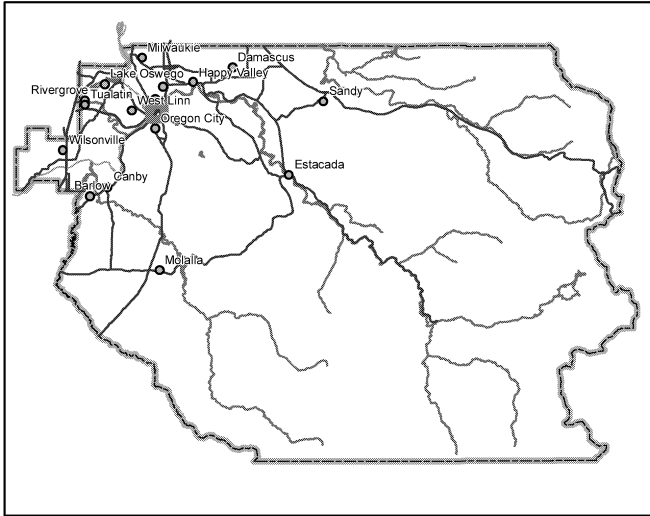 Milwaukie
Damascus
Lake Oswego
Happy Valley
Rivergrove
Tualatin
Sandy
West Linn
Oregon City
Wilsonville
Estacada
Canby
Barlow
Molalla